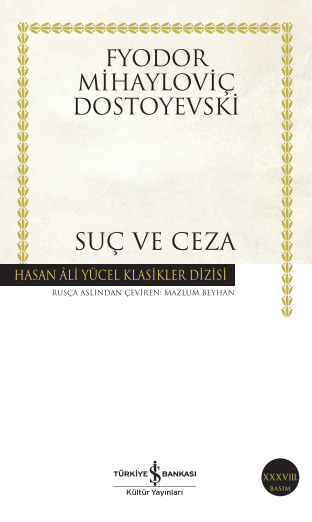 FYODOR
MİHAYLOVİÇ
DOSTOYEVSKİ
SUÇ VE CEZA
HASAN ÂLİ YÜCEL KLASİKLER DİZİSİ
RUSÇA ASLINDAN ÇEVİREN: MAZLUM BEYHAN
XXXVIII.
BASIM
TÜRKİYE İŞ BANKASI
Kültür Yayınları